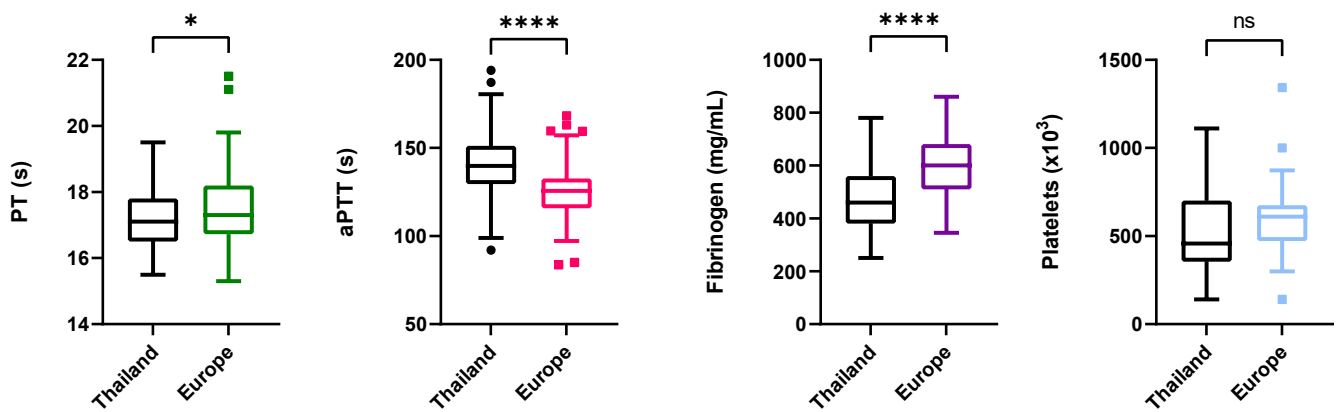 *
PT (s)
22
20
18
16
14
Thailand
Europe
****
aPTT (s)
200
150
100
50
Thailand
Europe
****
Fibrinogen (mg/mL)
1000
800
600
400
200
0
Thailand
Europe
ns
Platelets (x10³)
1500
1000
500
0
Thailand
Europe